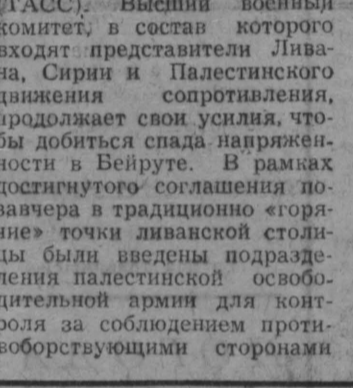 (ТАСС). Высший военный
комитет, в состав которого
входят представители Лива-
на, Сирии и Палестинского
движения сопротивления,
продолжает свои усилия, что-
бы добиться спада напряжен-
ности в Бейруте. В рамках
достигнутого соглашения по-
завчера в традиционно «горя-
чие» точки ливанской столи-
цы были введены подразде-
ления палестинской освобо-
дительной армии для конт-
роля за соблюдением проти-
воборствующими сторонами